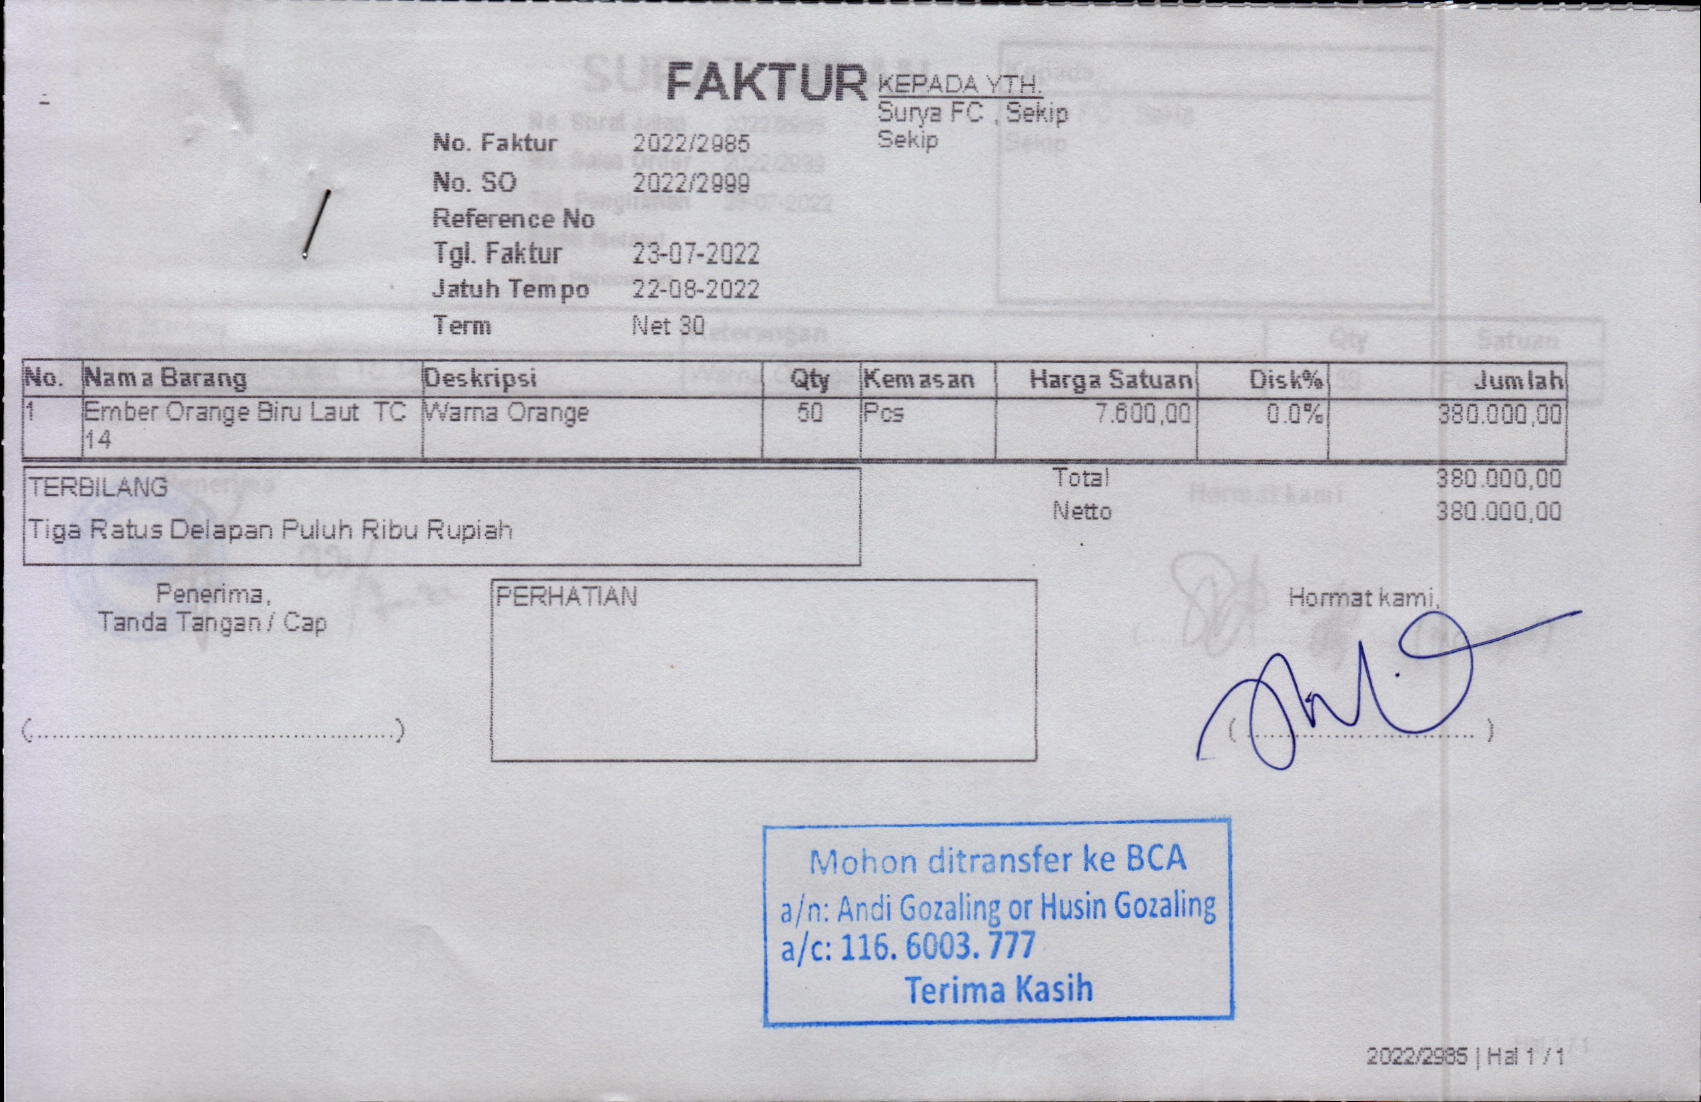 FAKTUR
KEPADA YTH.
Surya FC , Sekip
Sekip
No. Faktur 2022/2985
No. SO 2022/2999
Reference No
Tgl. Faktur 23-07-2022
Jatuh Tempo 22-08-2022
Term Net 30
No. Nama Barang Deskripsi Qty Kemasan Harga Satuan Disk% Jumlah
1 Ember Orange Biru Laut TC Warna Orange 50 Pcs 7.600,00 0.0% 380.000,00
14
TERBILANG
Tiga Ratus Delapan Puluh Ribu Rupiah
Total 380.000,00
Netto 380.000,00
Penerima,
Tanda Tangan / Cap
PERHATIAN
Hormat kami,
Mohon ditransfer ke BCA
a/n: Andi Gozaling or Husin Gozaling
a/c: 116. 6003. 777
Terima Kasih
2022/2985 | Hal 1 / 1